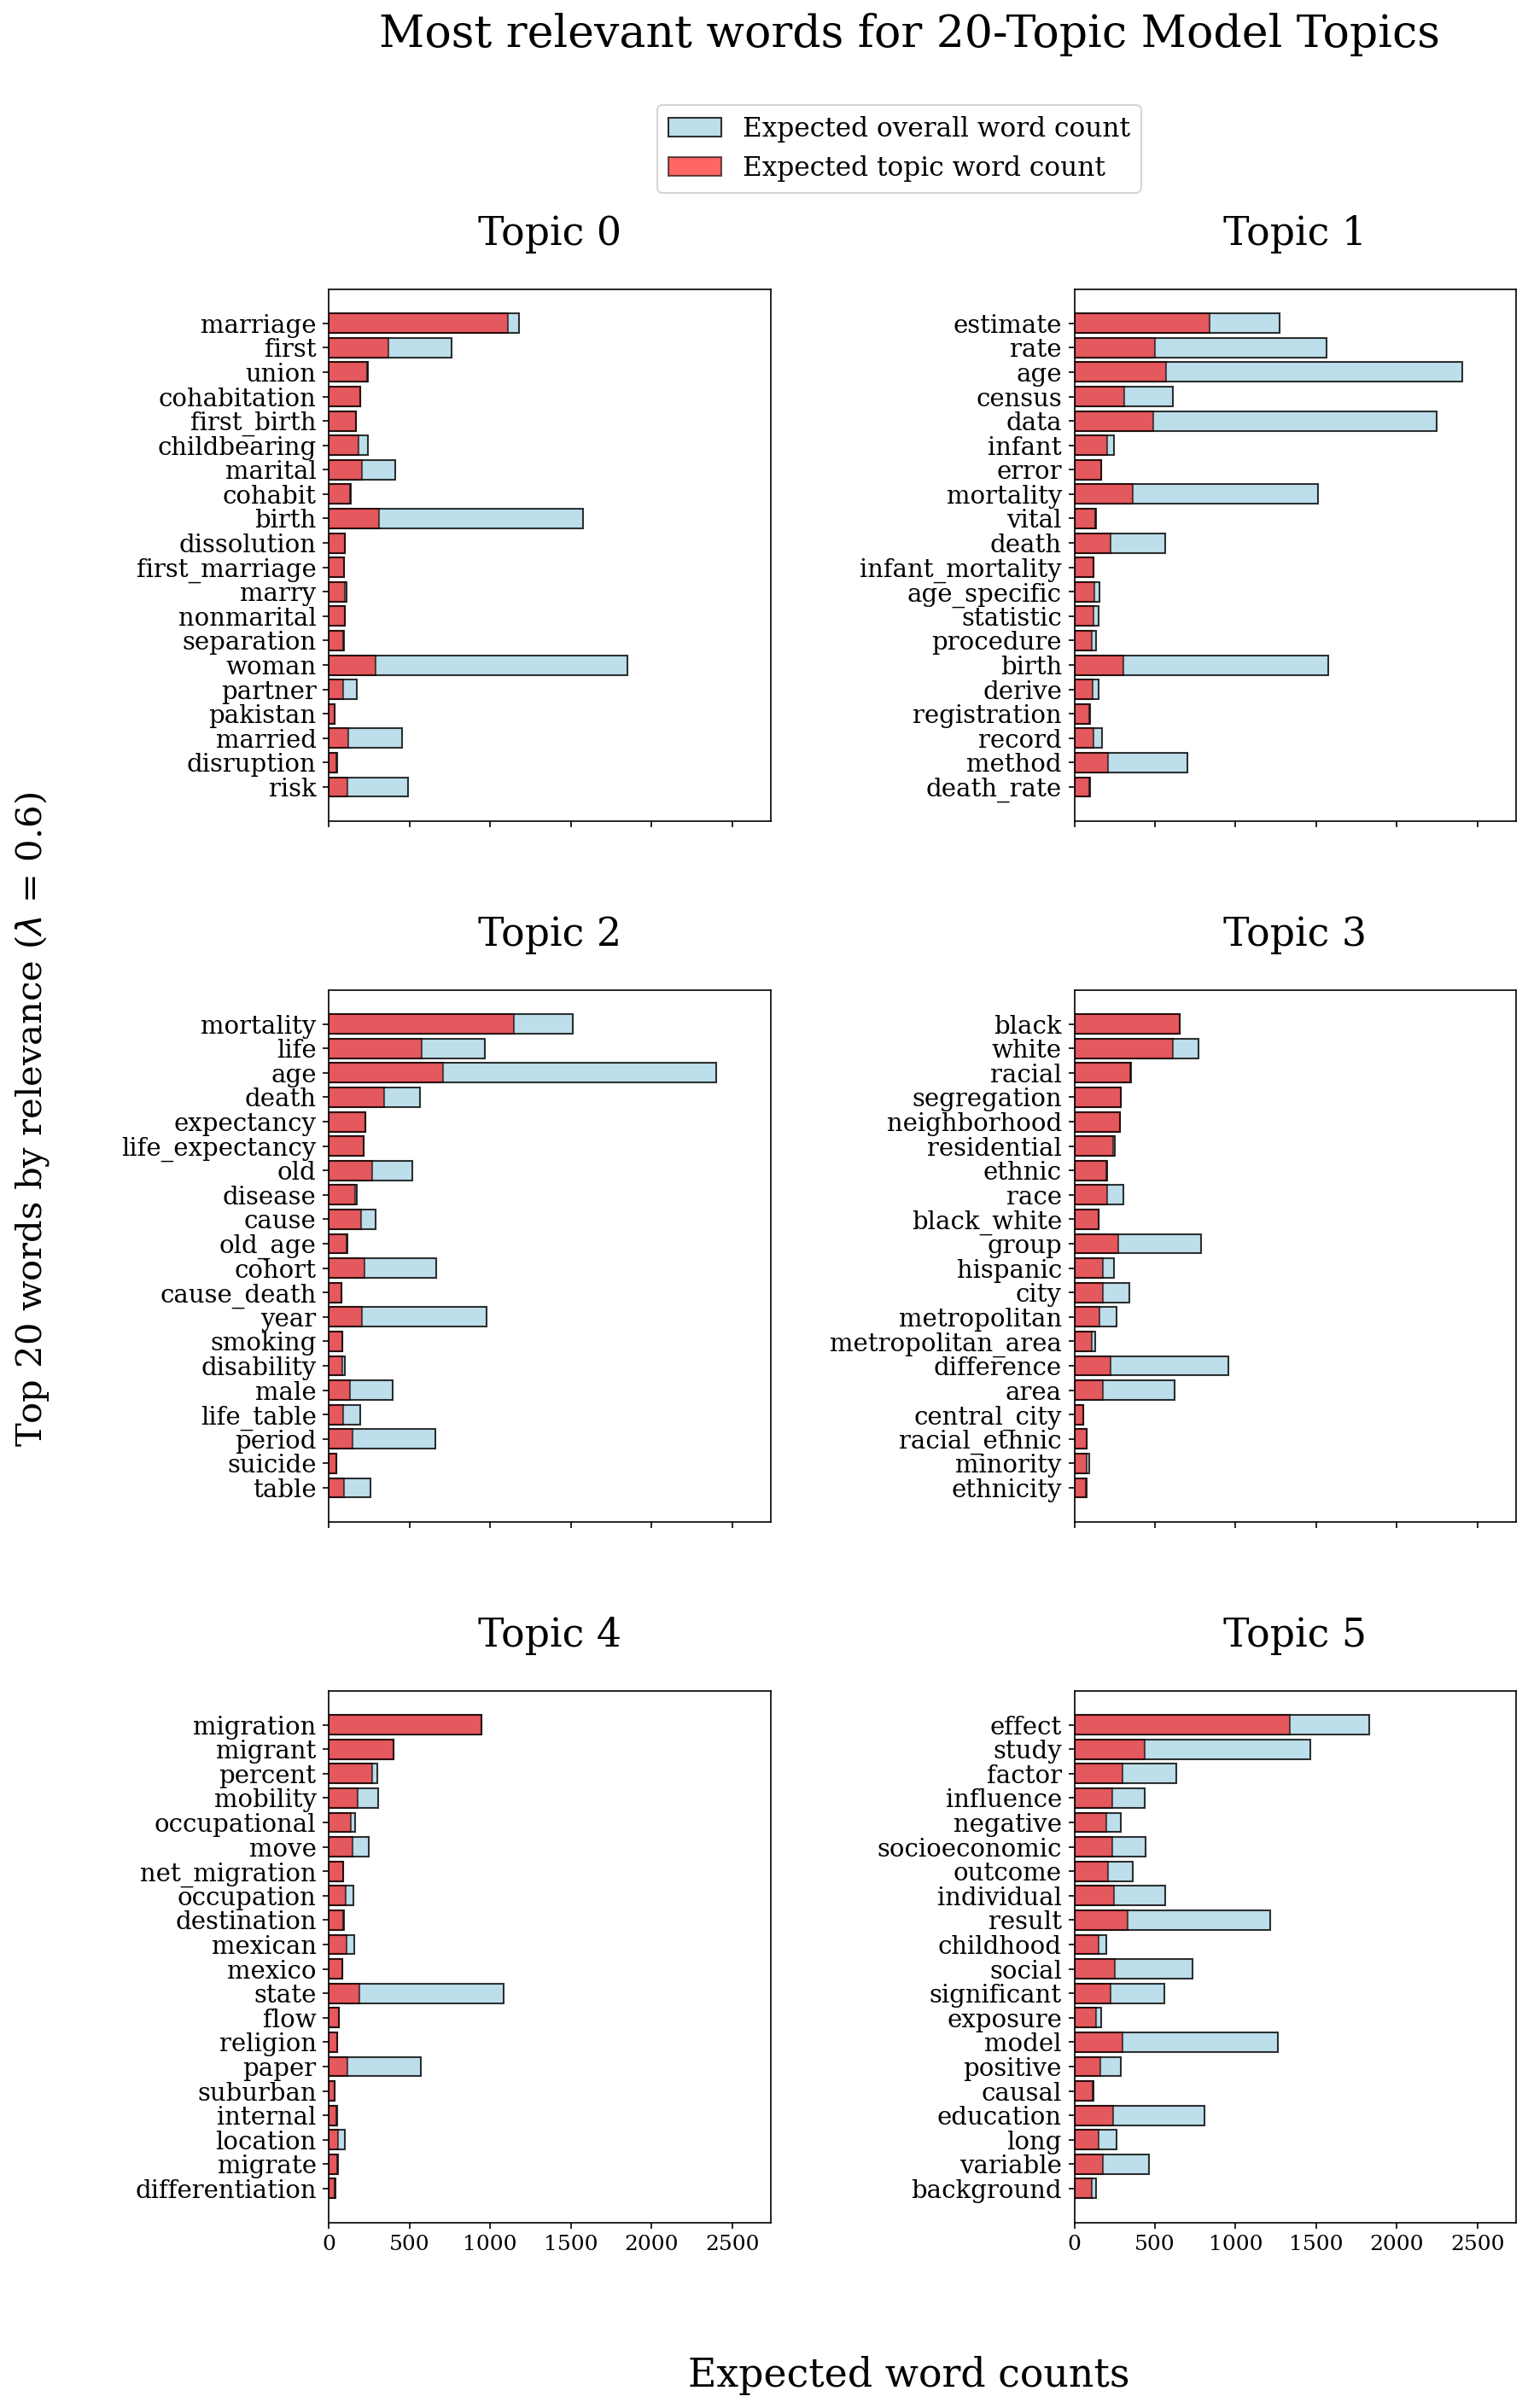 Most relevant words for 20-Topic Model Topics
Expected overall word count
Expected topic word count
Top 20 words by relevance (λ = 0.6)
Topic 0
marriage
first
union
cohabitation
first_birth
childbearing
marital
cohabit
birth
dissolution
first_marriage
marry
nonmarital
separation
woman
partner
pakistan
married
disruption
risk
Topic 1
estimate
rate
age
census
data
infant
error
mortality
vital
death
infant_mortality
age_specific
statistic
procedure
birth
derive
registration
record
method
death_rate
Topic 2
mortality
life
age
death
expectancy
life_expectancy
old
disease
cause
old_age
cohort
cause_death
year
smoking
disability
male
life_table
period
suicide
table
Topic 3
black
white
racial
segregation
neighborhood
residential
ethnic
race
black_white
group
hispanic
city
metropolitan
metropolitan_area
difference
area
central_city
racial_ethnic
minority
ethnicity
Topic 4
migration
migrant
percent
mobility
occupational
move
net_migration
occupation
destination
mexican
mexico
state
flow
religion
paper
suburban
internal
location
migrate
differentiation
0 500 1000 1500 2000 2500
Topic 5
effect
study
factor
influence
negative
socioeconomic
outcome
individual
result
childhood
social
significant
exposure
model
positive
causal
education
long
variable
background
0 500 1000 1500 2000 2500
Expected word counts